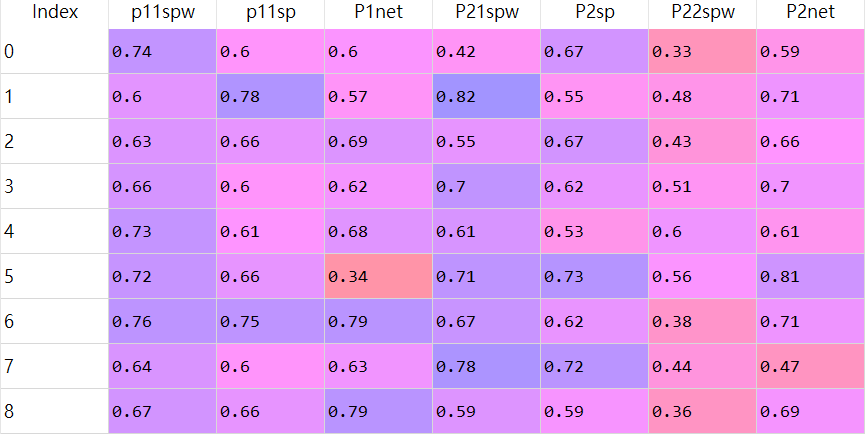 Index p11spw p11sp P1net P21spw P2sp P22spw P2net
0 0.74 0.6 0.6 0.42 0.67 0.33 0.59
1 0.6 0.78 0.57 0.82 0.55 0.48 0.71
2 0.63 0.66 0.69 0.55 0.67 0.43 0.66
3 0.66 0.6 0.62 0.7 0.62 0.51 0.7
4 0.73 0.61 0.68 0.61 0.53 0.6 0.61
5 0.72 0.66 0.34 0.71 0.73 0.56 0.81
6 0.76 0.75 0.79 0.67 0.62 0.38 0.71
7 0.64 0.6 0.63 0.78 0.72 0.44 0.47
8 0.67 0.66 0.79 0.59 0.59 0.36 0.69